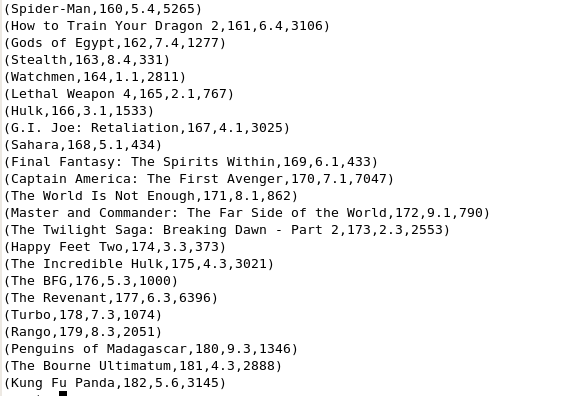 (Spider-Man,160,5.4,5265)
(How to Train Your Dragon 2,161,6.4,3106)
(Gods of Egypt,162,7.4,1277)
(Stealth,163,8.4,331)
(Watchmen,164,1.1,2811)
(Lethal Weapon 4,165,2.1,767)
(Hulk,166,3.1,1533)
(G.I. Joe: Retaliation,167,4.1,3025)
(Sahara,168,5.1,434)
(Final Fantasy: The Spirits Within,169,6.1,433)
(Captain America: The First Avenger,170,7.1,7047)
(The World Is Not Enough,171,8.1,862)
(Master and Commander: The Far Side of the World,172,9.1,790)
(The Twilight Saga: Breaking Dawn - Part 2,173,2.3,2553)
(Happy Feet Two,174,3.3,373)
(The Incredible Hulk,175,4.3,3021)
(The BFG,176,5.3,1000)
(The Revenant,177,6.3,6396)
(Turbo,178,7.3,1074)
(Rango,179,8.3,2051)
(Penguins of Madagascar,180,9.3,1346)
(The Bourne Ultimatum,181,4.3,2888)
(Kung Fu Panda,182,5.6,3145)